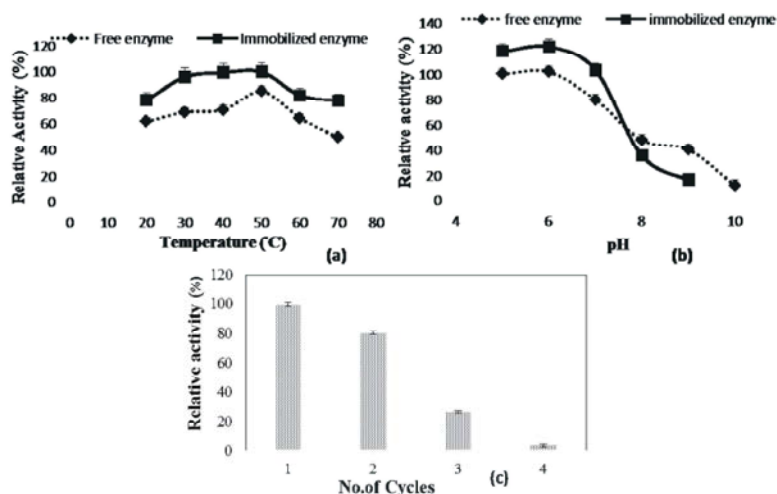 Free enzyme Immobilized enzyme
Relative Activity (%)
120
100
80
60
40
20
0
0 10 20 30 40 50 60 70 80
Temperature (C)
(a)
free enzyme immobilized enzyme
Relative activity (%)
140
120
100
80
60
40
20
0
4 6 8 10
pH
(b)
Relative activity (%)
120
100
80
60
40
20
0
1 2 3 4
No.of Cycles
(c)